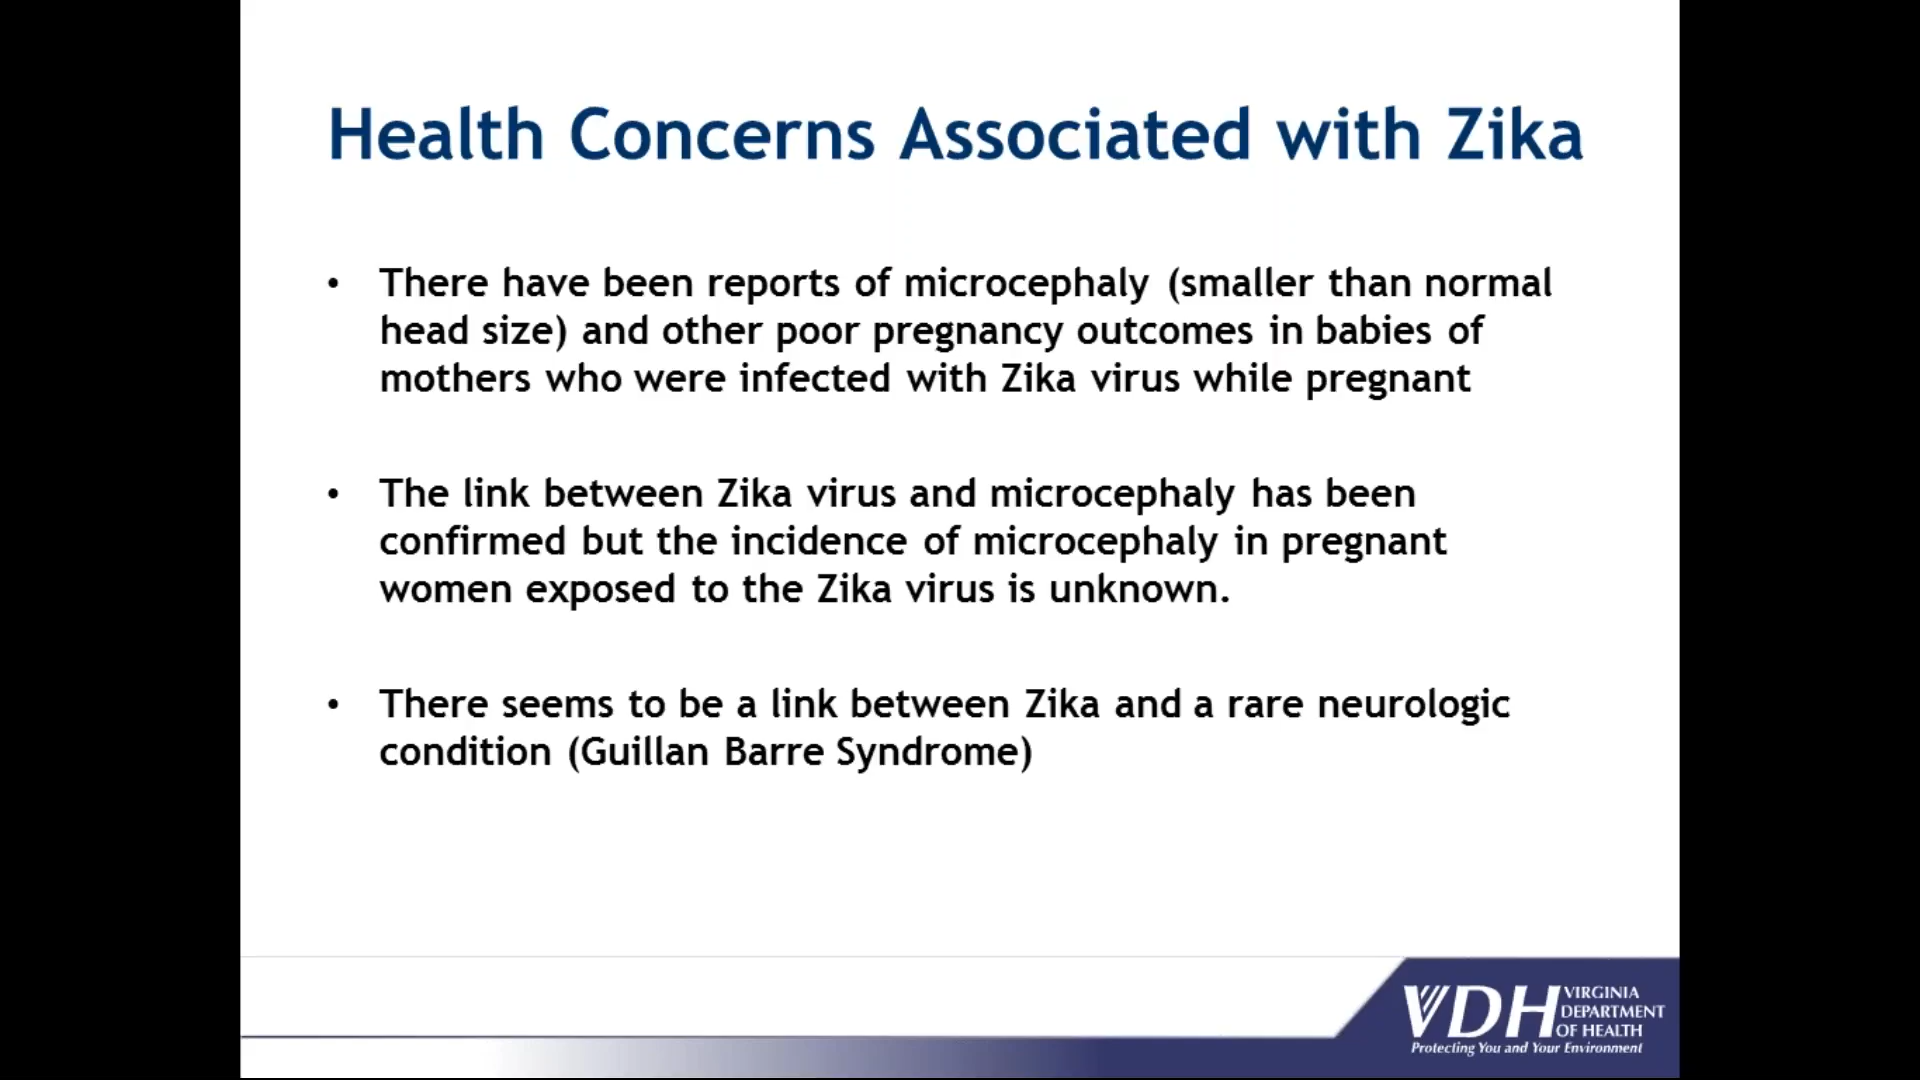 Health Concerns Associated with Zika
• There have been reports of microcephaly (smaller than normal
head size) and other poor pregnancy outcomes in babies of
mothers who were infected with Zika virus while pregnant
• The link between Zika virus and microcephaly has been
confirmed but the incidence of microcephaly in pregnant
women exposed to the Zika virus is unknown.
• There seems to be a link between Zika and a rare neurologic
condition (Guillan Barre Syndrome)
VDH VIRGINIA
DEPARTMENT
OF HEALTH
Protecting You and Your Environment